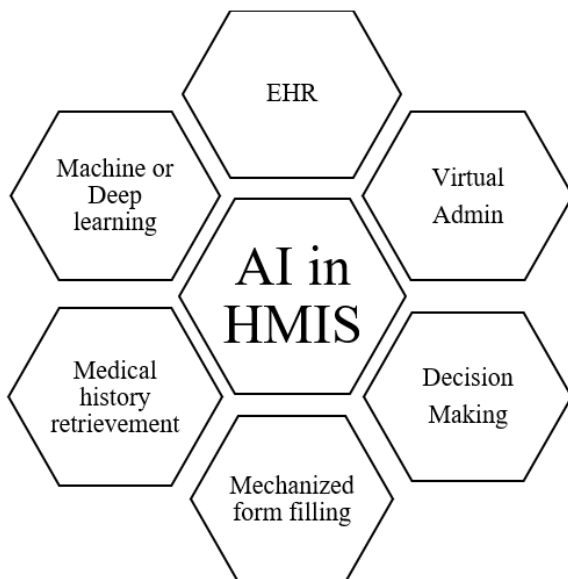 EHR
Machine or
Deep
learning
Virtual
Admin
AI in
HMIS
Medical
history
retrievement
Decision
Making
Mechanized
form filling